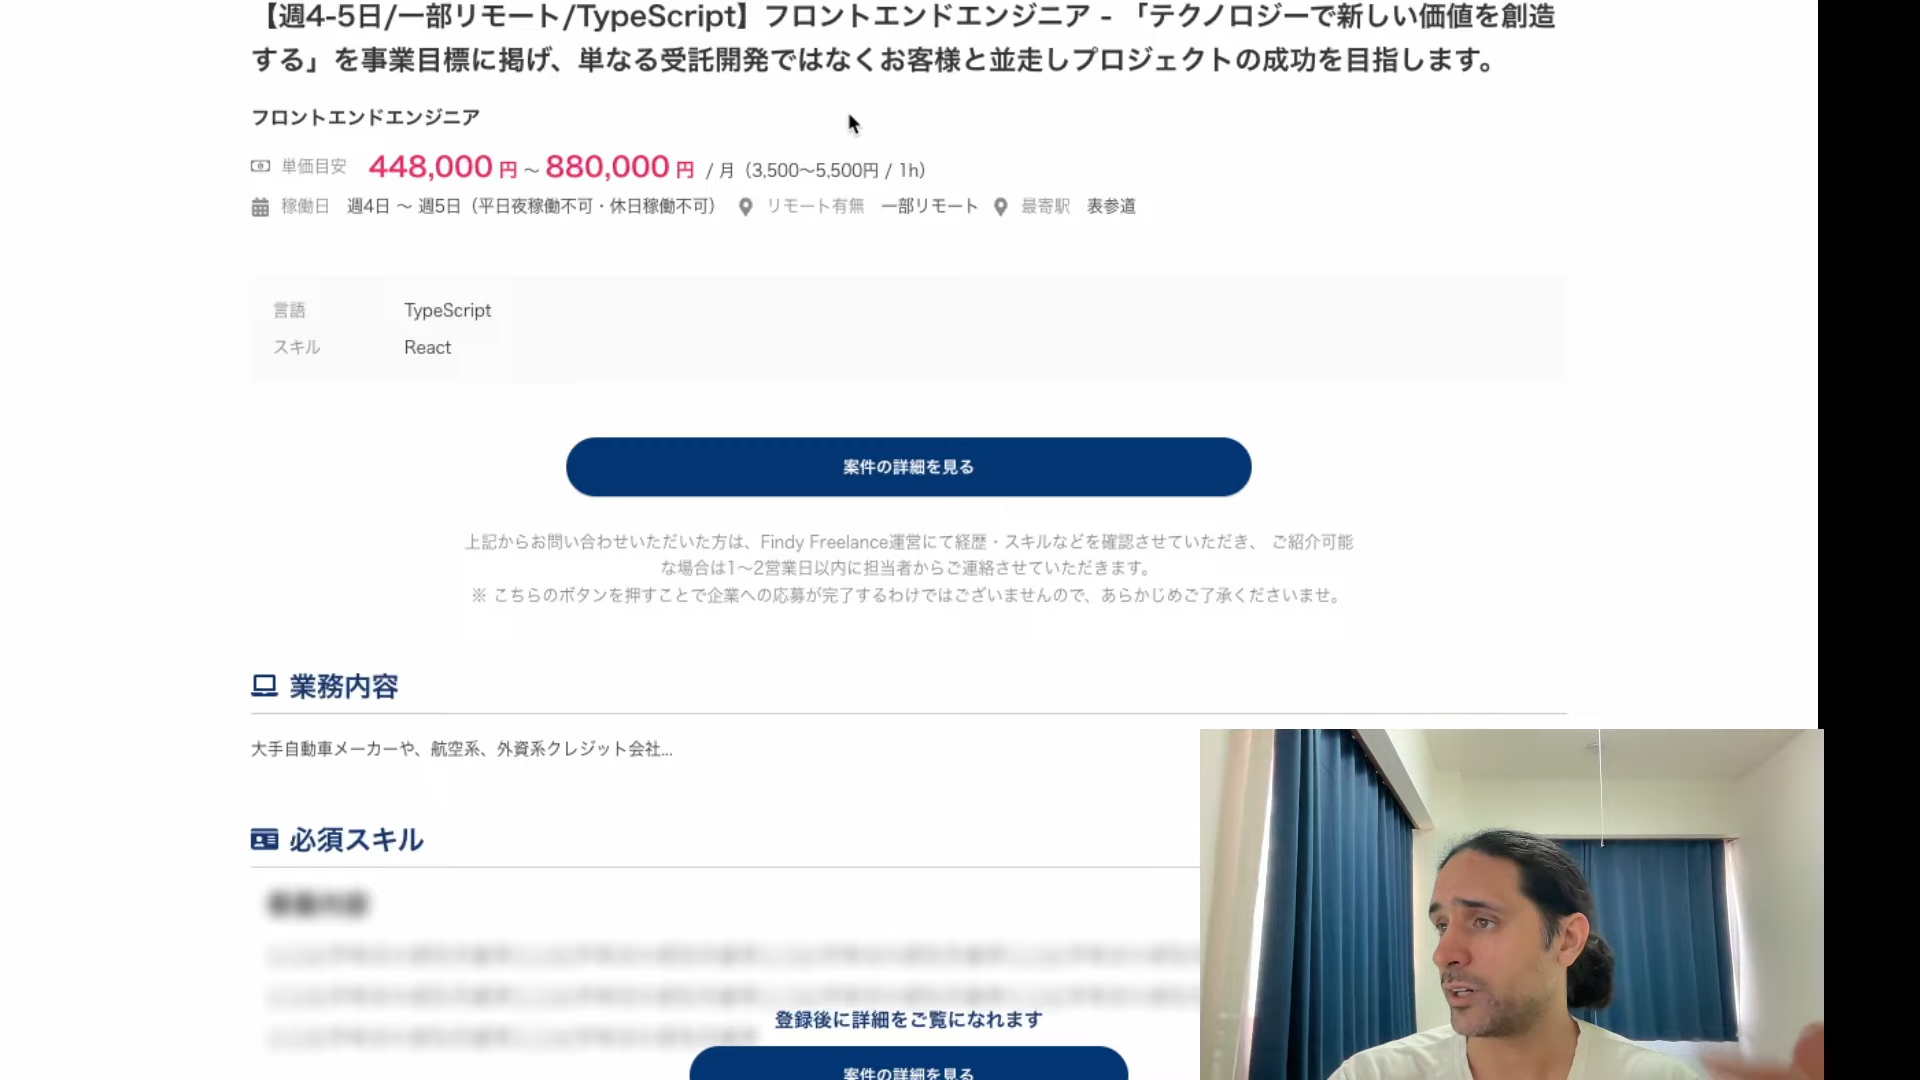 【週4-5日/一部リモート/TypeScript】フロントエンドエンジニア - 「テクノロジーで新しい価値を創造
する」を事業目標に掲げ、単なる受託開発ではなくお客様と並走しプロジェクトの成功を目指します。
フロントエンドエンジニア
単価目安 448,000 円 ～ 880,000 円 / 月（3,500〜5,500円 / 1h）
稼働日 週4日 〜 週5日（平日夜稼働不可・休日稼働不可） リモート有無 一部リモート 最寄駅 表参道
言語 TypeScript
スキル React
案件の詳細を見る
上記からお問い合わせいただいた方は、Findy Freelance運営にて経歴・スキルなどを確認させていただき、 ご紹介可能
な場合は1〜2営業日以内に担当者からご連絡させていただきます。
※ こちらのボタンを押すことで企業への応募が完了するわけではございませんので、あらかじめご了承くださいませ。
業務内容
大手自動車メーカーや、航空系、外資系クレジット会社...
必須スキル
登録後に詳細をご覧になれます
案件の詳細を見る